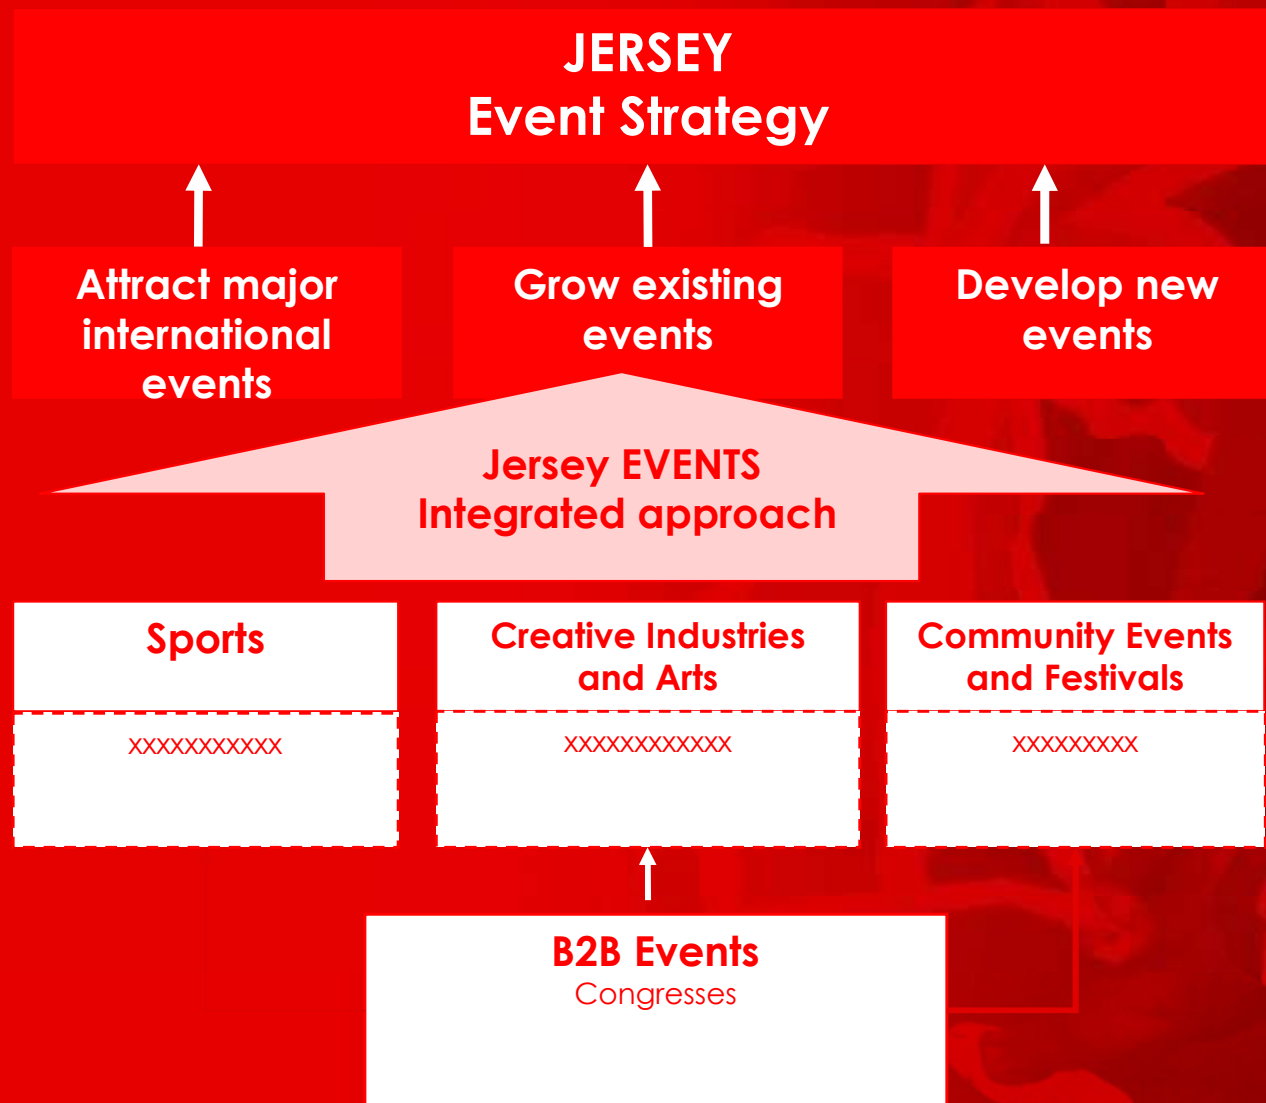 JERSEY
Event Strategy
Attract major
international
events
Grow existing
events
Develop new
events
Jersey EVENTS
Integrated approach
Sports
Creative Industries
and Arts
Community Events
and Festivals
xxxxxxxxxxx
xxxxxxxxxxxx
xxxxxxxxx
B2B Events
Congresses